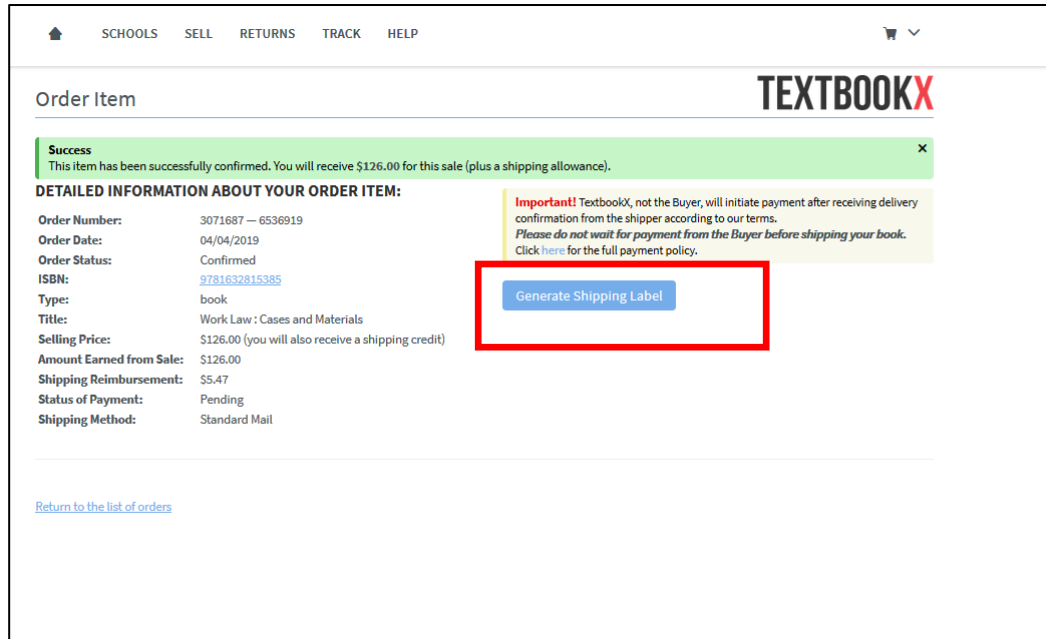 SCHOOLS SELL RETURNS TRACK HELP
Order Item
TEXTBOOKX
Success
This item has been successfully confirmed. You will receive $126.00 for this sale (plus a shipping allowance).
×
DETAILED INFORMATION ABOUT YOUR ORDER ITEM:
Order Number: 3071687 — 6536919
Order Date: 04/04/2019
Order Status: Confirmed
ISBN: 9781632815385
Type: book
Title: Work Law : Cases and Materials
Selling Price: $126.00 (you will also receive a shipping credit)
Amount Earned from Sale: $126.00
Shipping Reimbursement: $5.47
Status of Payment: Pending
Shipping Method: Standard Mail
Important! TextbookX, not the Buyer, will initiate payment after receiving delivery
confirmation from the shipper according to our terms.
Please do not wait for payment from the Buyer before shipping your book.
Click here for the full payment policy.
Generate Shipping Label
Return to the list of orders